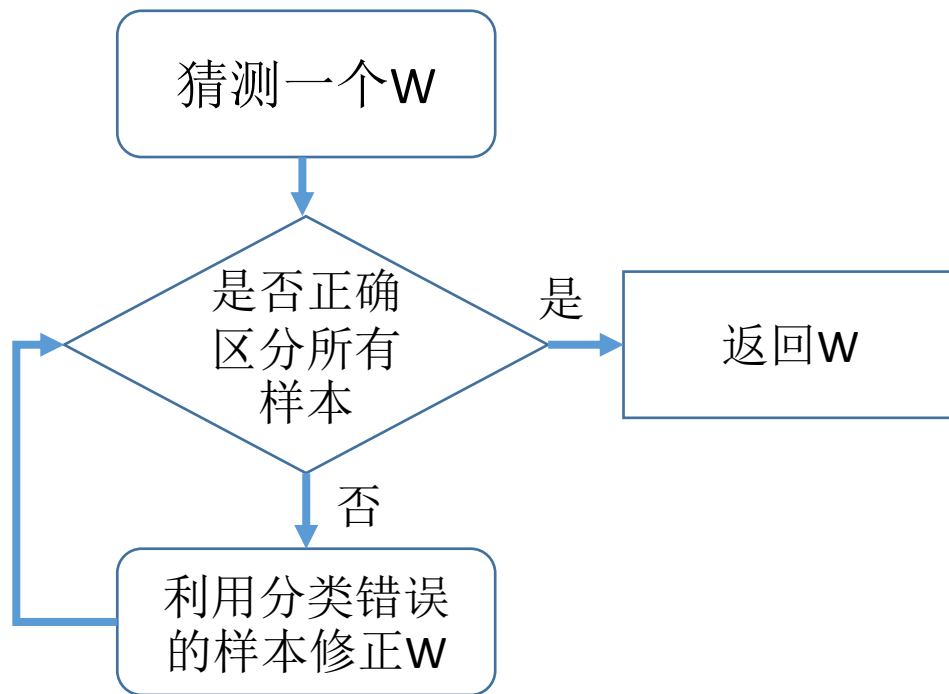 猜测一个W
是否正确
区分所有
样本
是
返回W
否
利用分类错误
的样本修正W